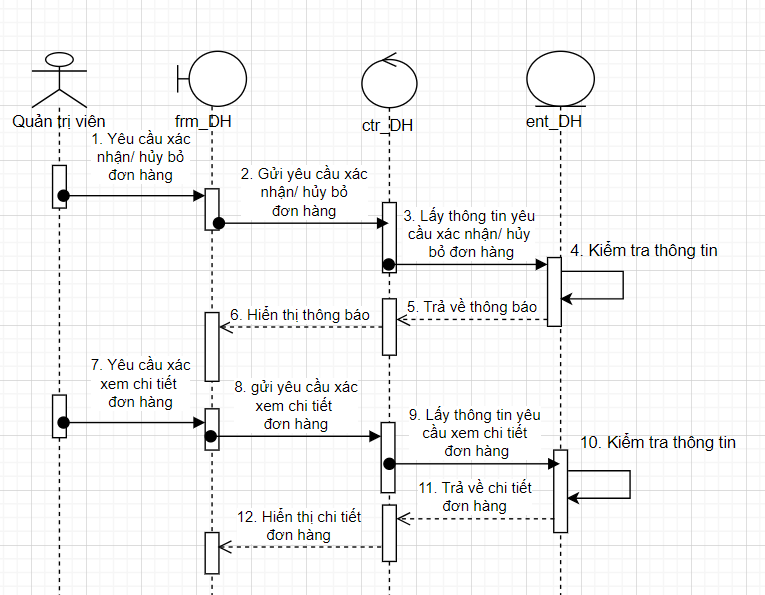 Quản trị viên
frm_DH
ctr_DH
ent_DH
1. Yêu cầu xác
nhận/ hủy bỏ
đơn hàng
2. Gửi yêu cầu xác
nhận/ hủy bỏ
đơn hàng
3. Lấy thông tin yêu
cầu xác nhận/ hủy
bỏ đơn hàng
4. Kiểm tra thông tin
5. Trả về thông báo
6. Hiển thị thông báo
7. Yêu cầu xác
xem chi tiết
đơn hàng
8. gửi yêu cầu xác
xem chi tiết
đơn hàng
9. Lấy thông tin yêu
cầu xem chi tiết
đơn hàng
10. Kiểm tra thông tin
11. Trả về chi tiết
đơn hàng
12. Hiển thị chi tiết
đơn hàng